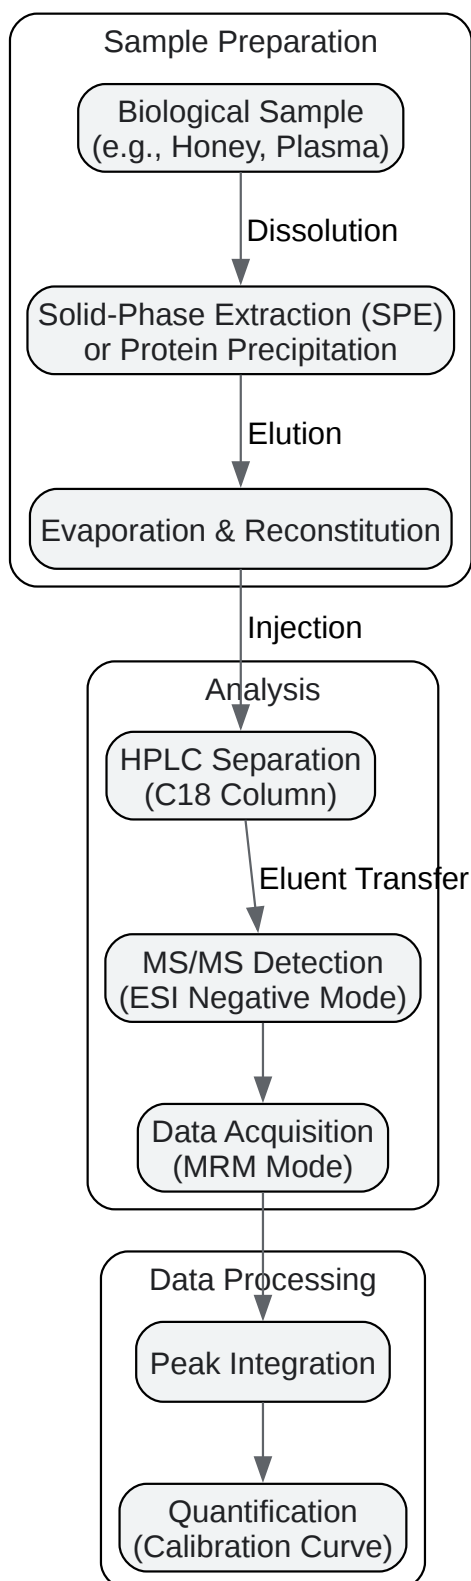 Sample Preparation
Biological Sample
(e.g., Honey, Plasma)
Dissolution
Solid-Phase Extraction (SPE)
or Protein Precipitation
Elution
Evaporation & Reconstitution
Injection
Analysis
HPLC Separation
(C18 Column)
Eluent Transfer
MS/MS Detection
(ESI Negative Mode)
Data Acquisition
(MRM Mode)
Data Processing
Peak Integration
Quantification
(Calibration Curve)